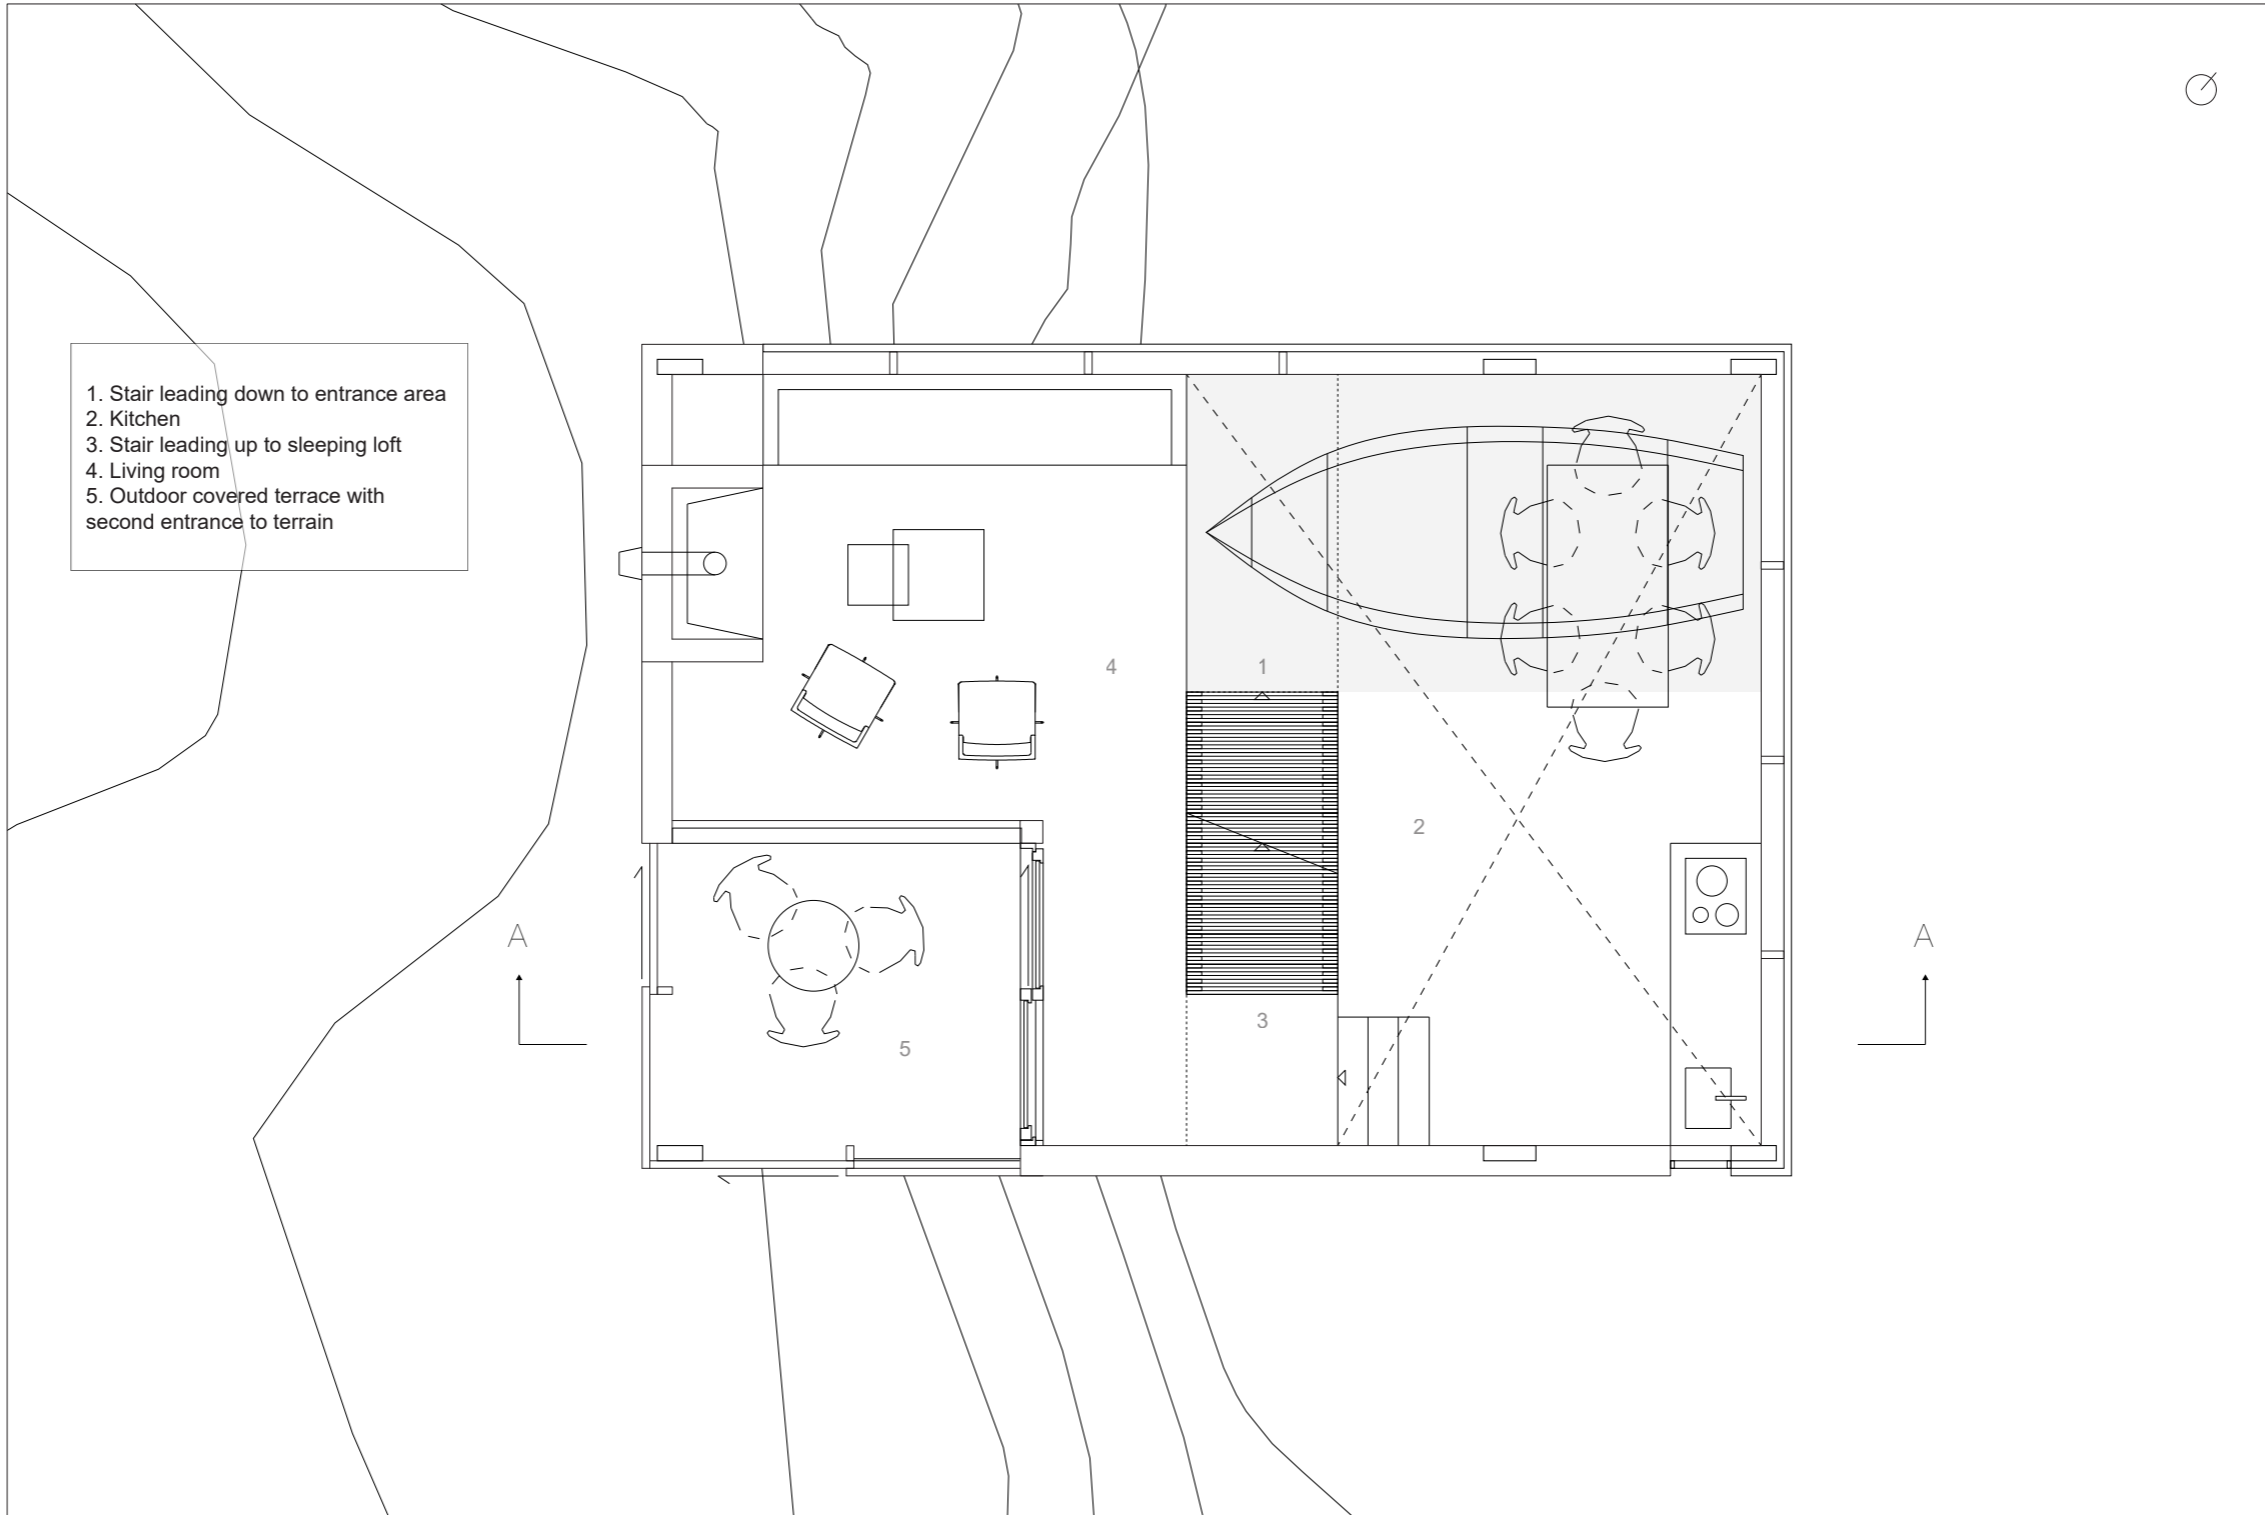 1. Stair leading down to entrance area
2. Kitchen
3. Stair leading up to sleeping loft
4. Living room
5. Outdoor covered terrace with
second entrance to terrain
4
1
2
A
A
3
5